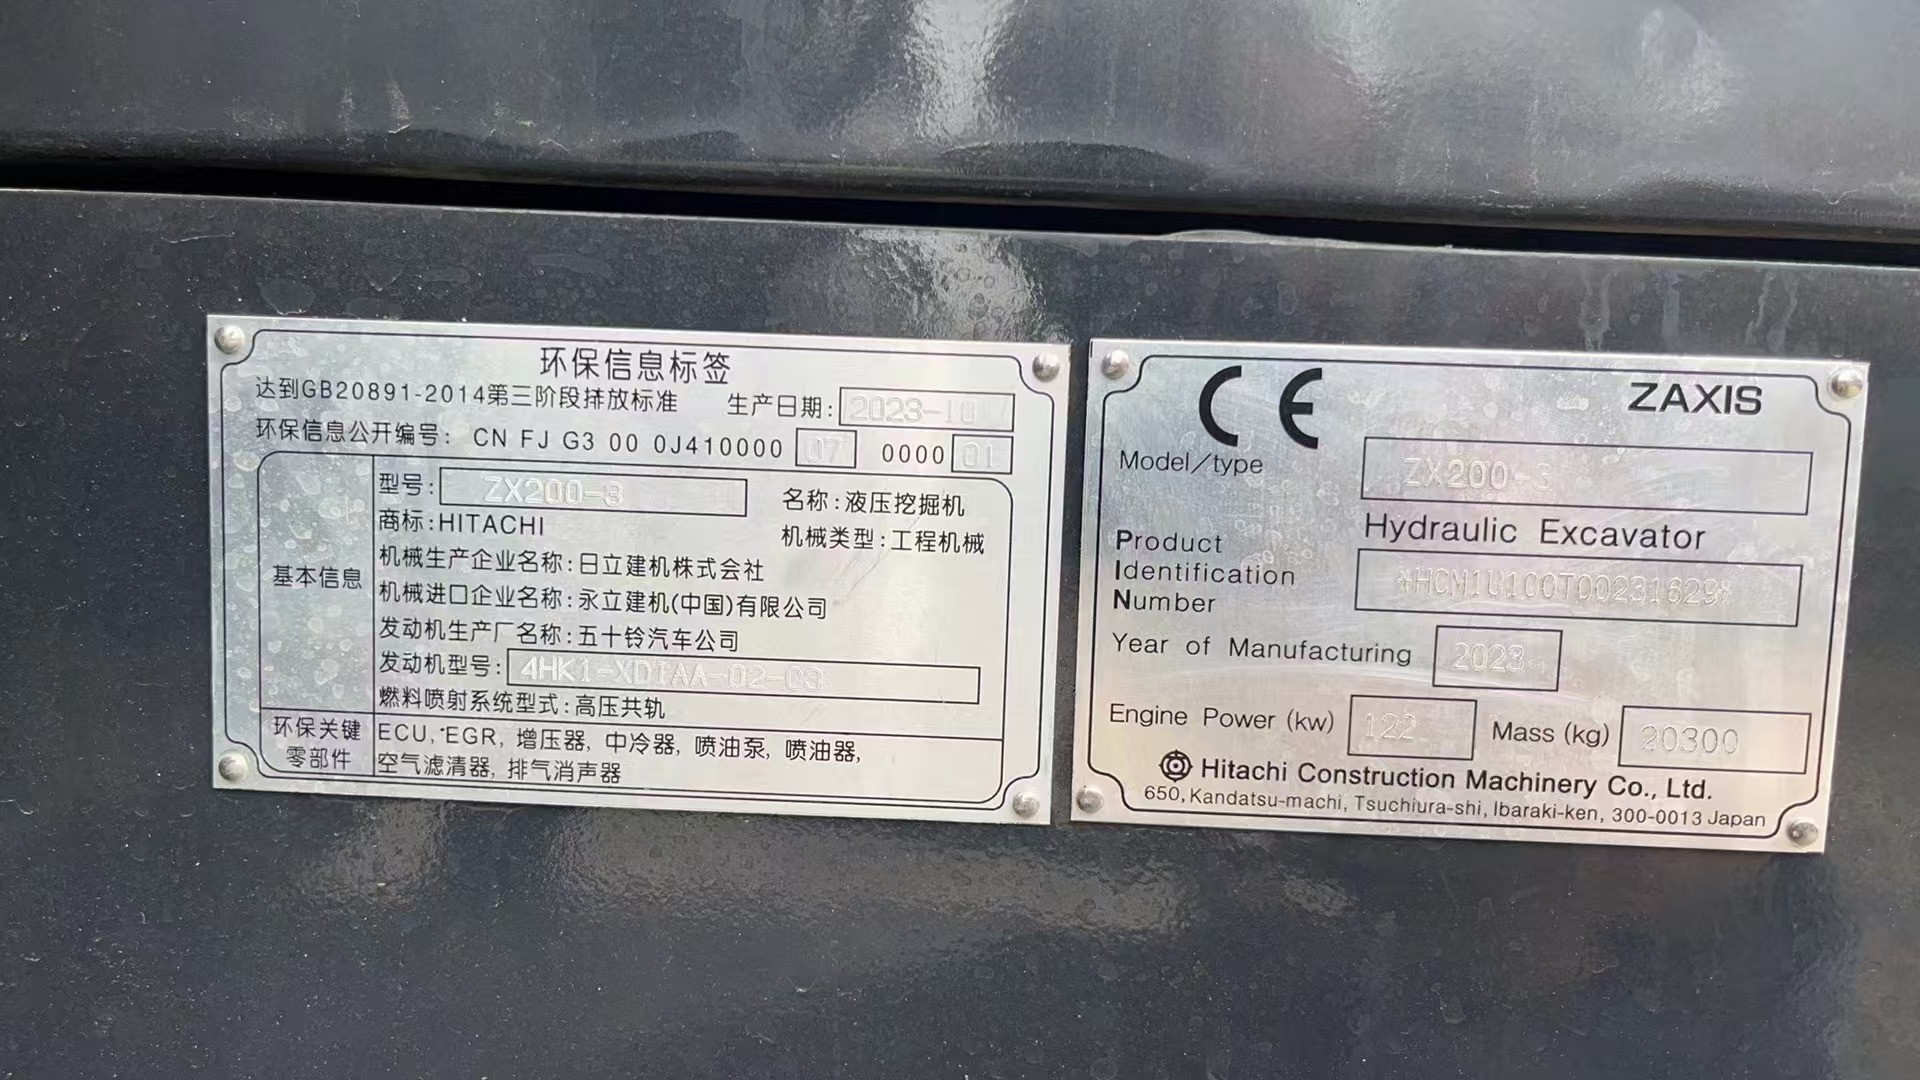 环保信息标签
达到GB20891-2014第三阶段排放标准 生产日期: 2023-10
环保信息公开编号: CN FJ G3 00 0J410000 07 0000 01
基本信息
型号: ZX200-3 名称: 液压挖掘机
商标: HITACHI 机械类型: 工程机械
机械生产企业名称: 日立建机株式会社
机械进口企业名称: 永立建机(中国)有限公司
发动机生产厂名称: 五十铃汽车公司
发动机型号: 4HK1-XDIAA-02-03
燃料喷射系统型式: 高压共轨
环保关键零部件
ECU, EGR, 增压器, 中冷器, 喷油泵, 喷油器,
空气滤清器, 排气消声器
CE ZAXIS
Model/type ZX200-3
Hydraulic Excavator
Product
Identification
Number *HCM1U100T00231629*
Year of Manufacturing 2023
Engine Power (kw) 122 Mass (kg) 20300
Hitachi Construction Machinery Co., Ltd.
650, Kandatsu-machi, Tsuchiura-shi, Ibaraki-ken, 300-0013 Japan